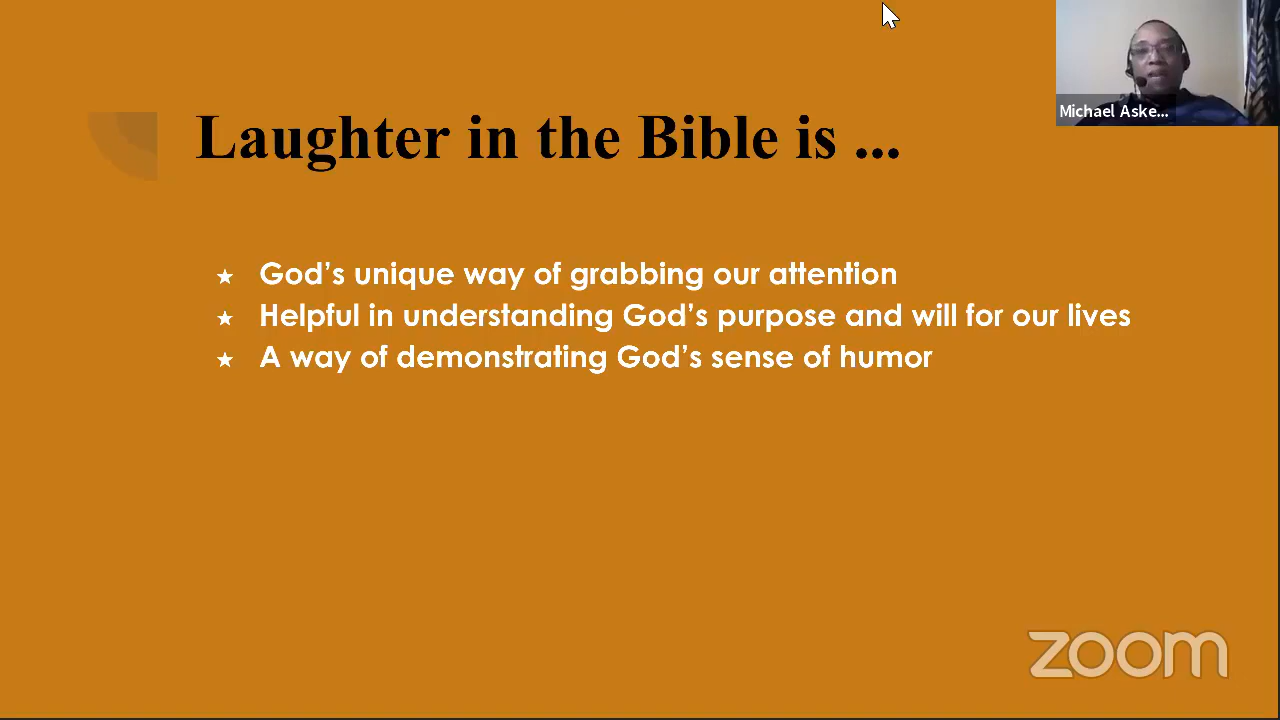 Michael Aske...
Laughter in the Bible is ...
★ God's unique way of grabbing our attention
★ Helpful in understanding God's purpose and will for our lives
★ A way of demonstrating God's sense of humor
zoom